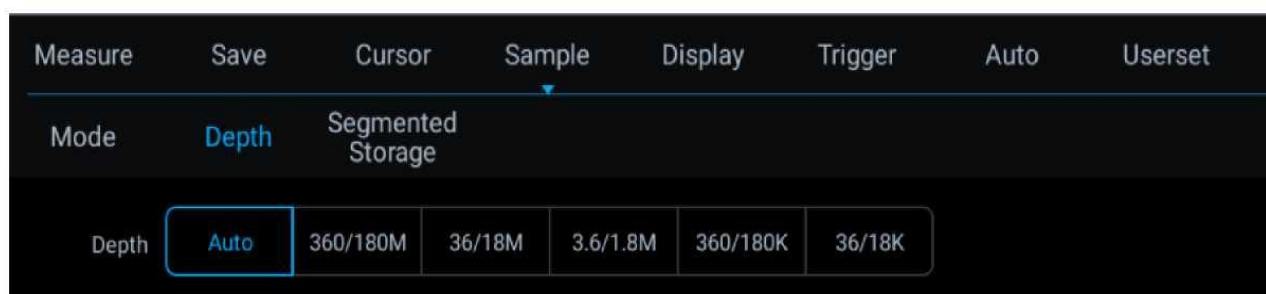 Measure Save Cursor Sample Display Trigger Auto Userset
Mode Depth Segmented Storage
Depth Auto 360/180M 36/18M 3.6/1.8M 360/180K 36/18K